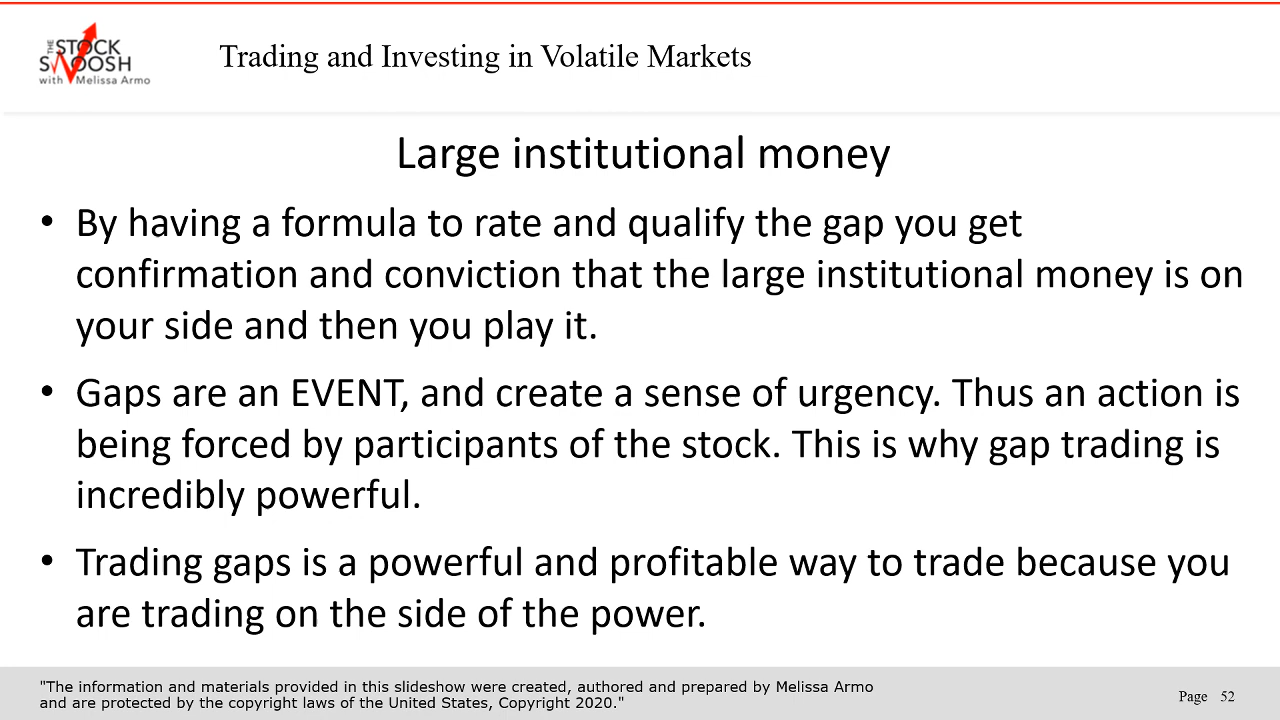 THE
STOCK
SWOOSH
with Melissa Armo
Trading and Investing in Volatile Markets
Large institutional money
• By having a formula to rate and qualify the gap you get
confirmation and conviction that the large institutional money is on
your side and then you play it.
• Gaps are an EVENT, and create a sense of urgency. Thus an action is
being forced by participants of the stock. This is why gap trading is
incredibly powerful.
• Trading gaps is a powerful and profitable way to trade because you
are trading on the side of the power.
"The information and materials provided in this slideshow were created, authored and prepared by Melissa Armo
and are protected by the copyright laws of the United States, Copyright 2020."
Page 52